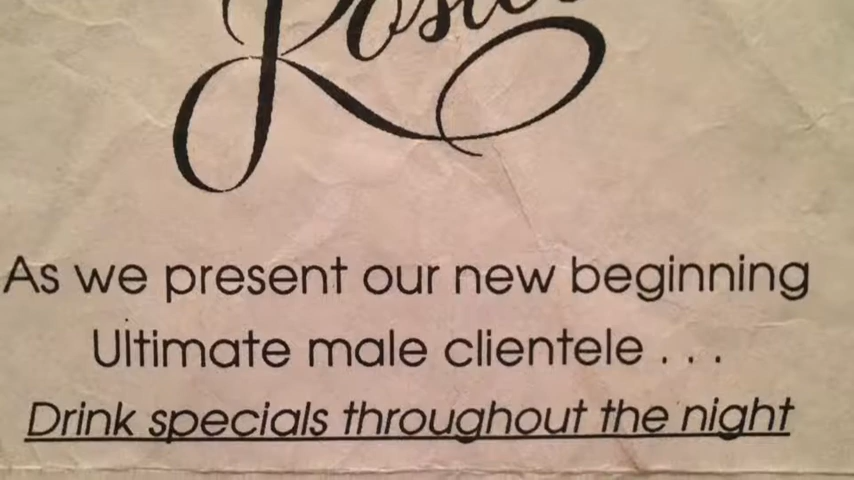 As we present our new beginning
Ultimate male clientele . . .
Drink specials throughout the night